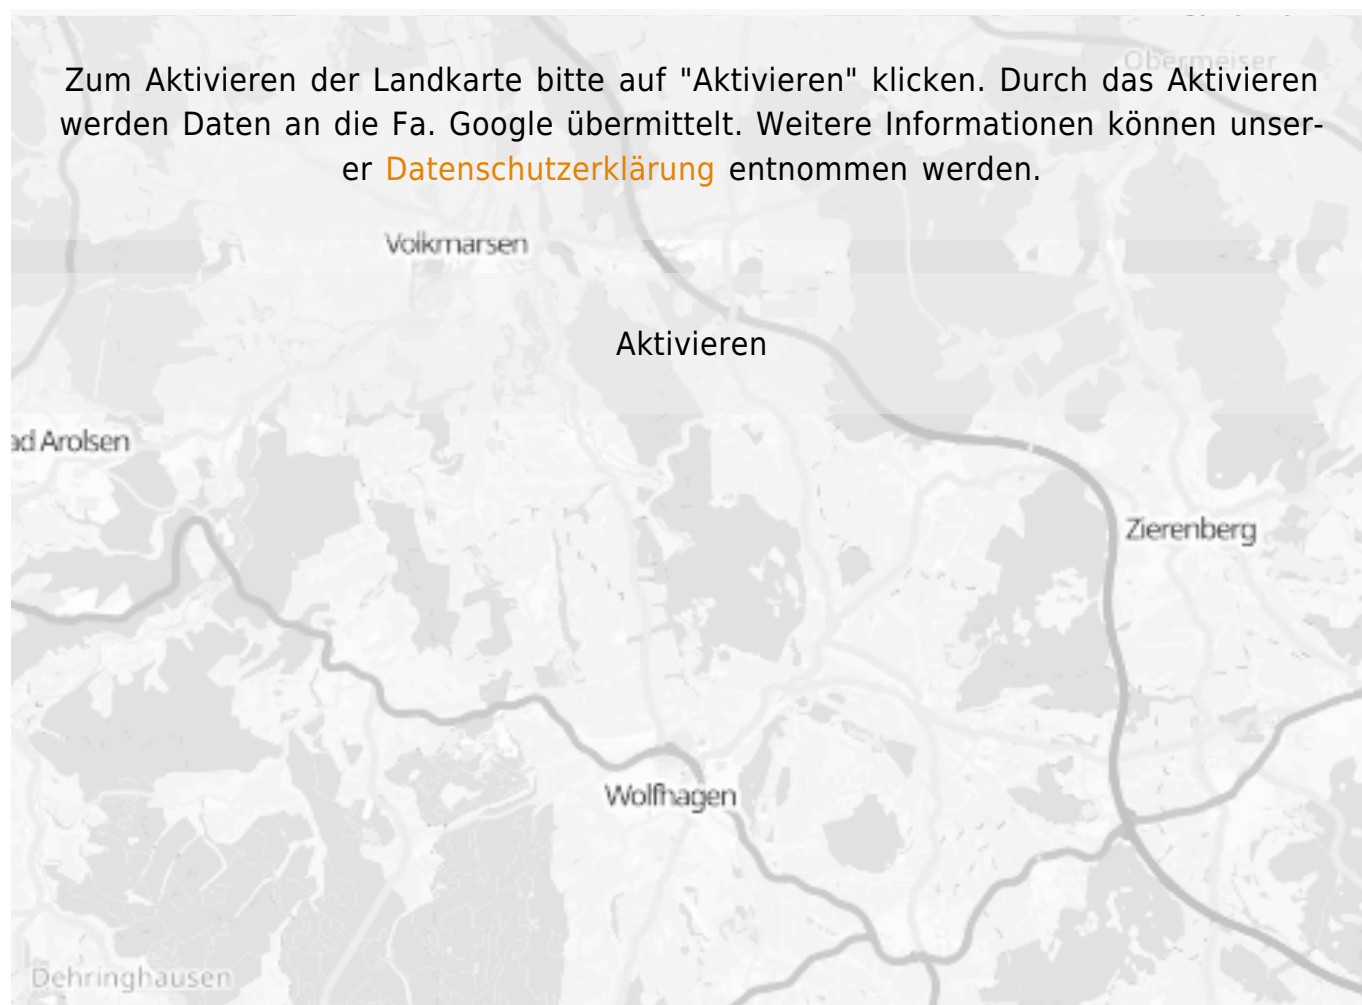 Obermeiser
Zum Aktivieren der Landkarte bitte auf "Aktivieren" klicken. Durch das Aktivieren
werden Daten an die Fa. Google übermittelt. Weitere Informationen können unser-
er Datenschutzerklärung entnommen werden.
Volkmarsen
Aktivieren
ad Arolsen
Zierenberg
Wolfhagen
Dehringhausen